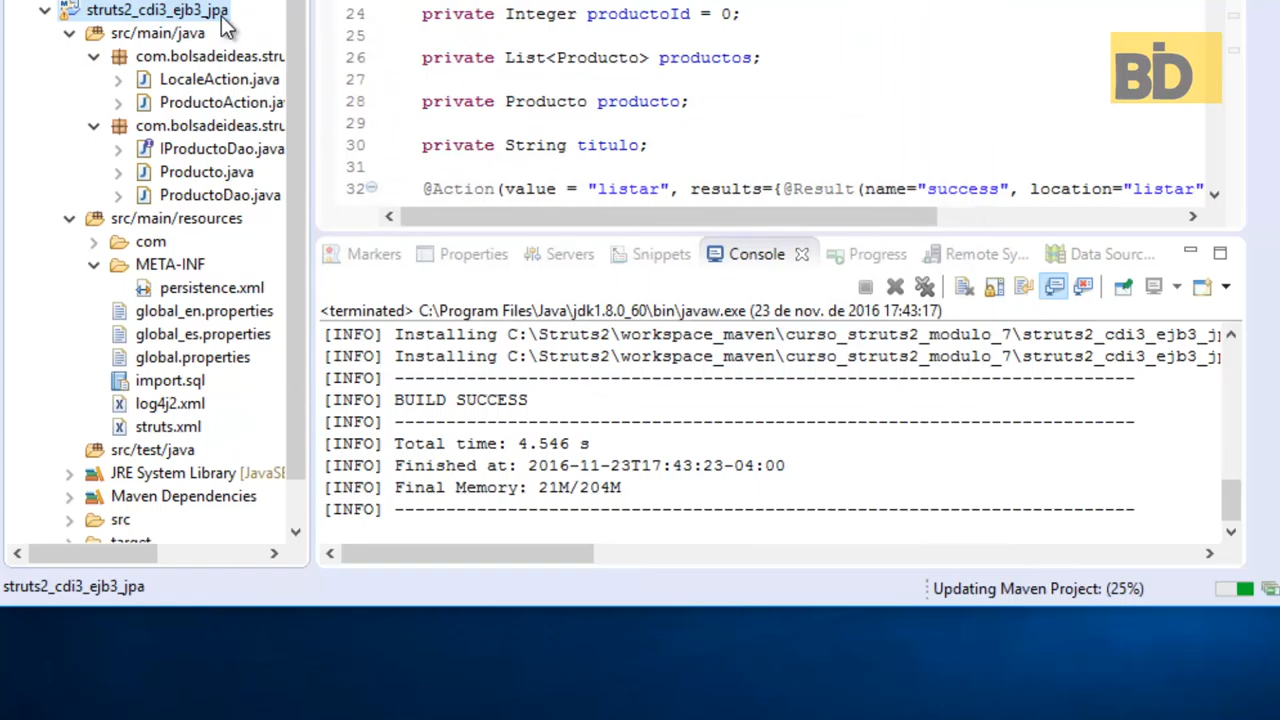 struts2_cdi3_ejb3_jpa
src/main/java
com.bolsadeideas.stru
LocaleAction.java
ProductoAction.ja
com.bolsadeideas.stru
IProductoDao.java
Producto.java
ProductoDao.java
src/main/resources
com
META-INF
persistence.xml
global_en.properties
global_es.properties
global.properties
import.sql
log4j2.xml
struts.xml
src/test/java
JRE System Library [JavaSE
Maven Dependencies
src
target
24 private Integer productoId = 0;
25
26 private List<Producto> productos;
27
28 private Producto producto;
29
30 private String titulo;
31
32 @Action(value = "listar", results={@Result(name="success", location="listar"
BD
Markers Properties Servers Snippets Console Progress Remote Sy... Data Sourc...
<terminated> C:\Program Files\Java\jdk1.8.0_60\bin\javaw.exe (23 de nov. de 2016 17:43:17)
[INFO] Installing C:\Struts2\workspace_maven\curso_struts2_modulo_7\struts2_cdi3_ejb3_jp
[INFO] Installing C:\Struts2\workspace_maven\curso_struts2_modulo_7\struts2_cdi3_ejb3_jp
[INFO] ------------------------------------------------------------------------
[INFO] BUILD SUCCESS
[INFO] ------------------------------------------------------------------------
[INFO] Total time: 4.546 s
[INFO] Finished at: 2016-11-23T17:43:23-04:00
[INFO] Final Memory: 21M/204M
[INFO] ------------------------------------------------------------------------
struts2_cdi3_ejb3_jpa
Updating Maven Project: (25%)